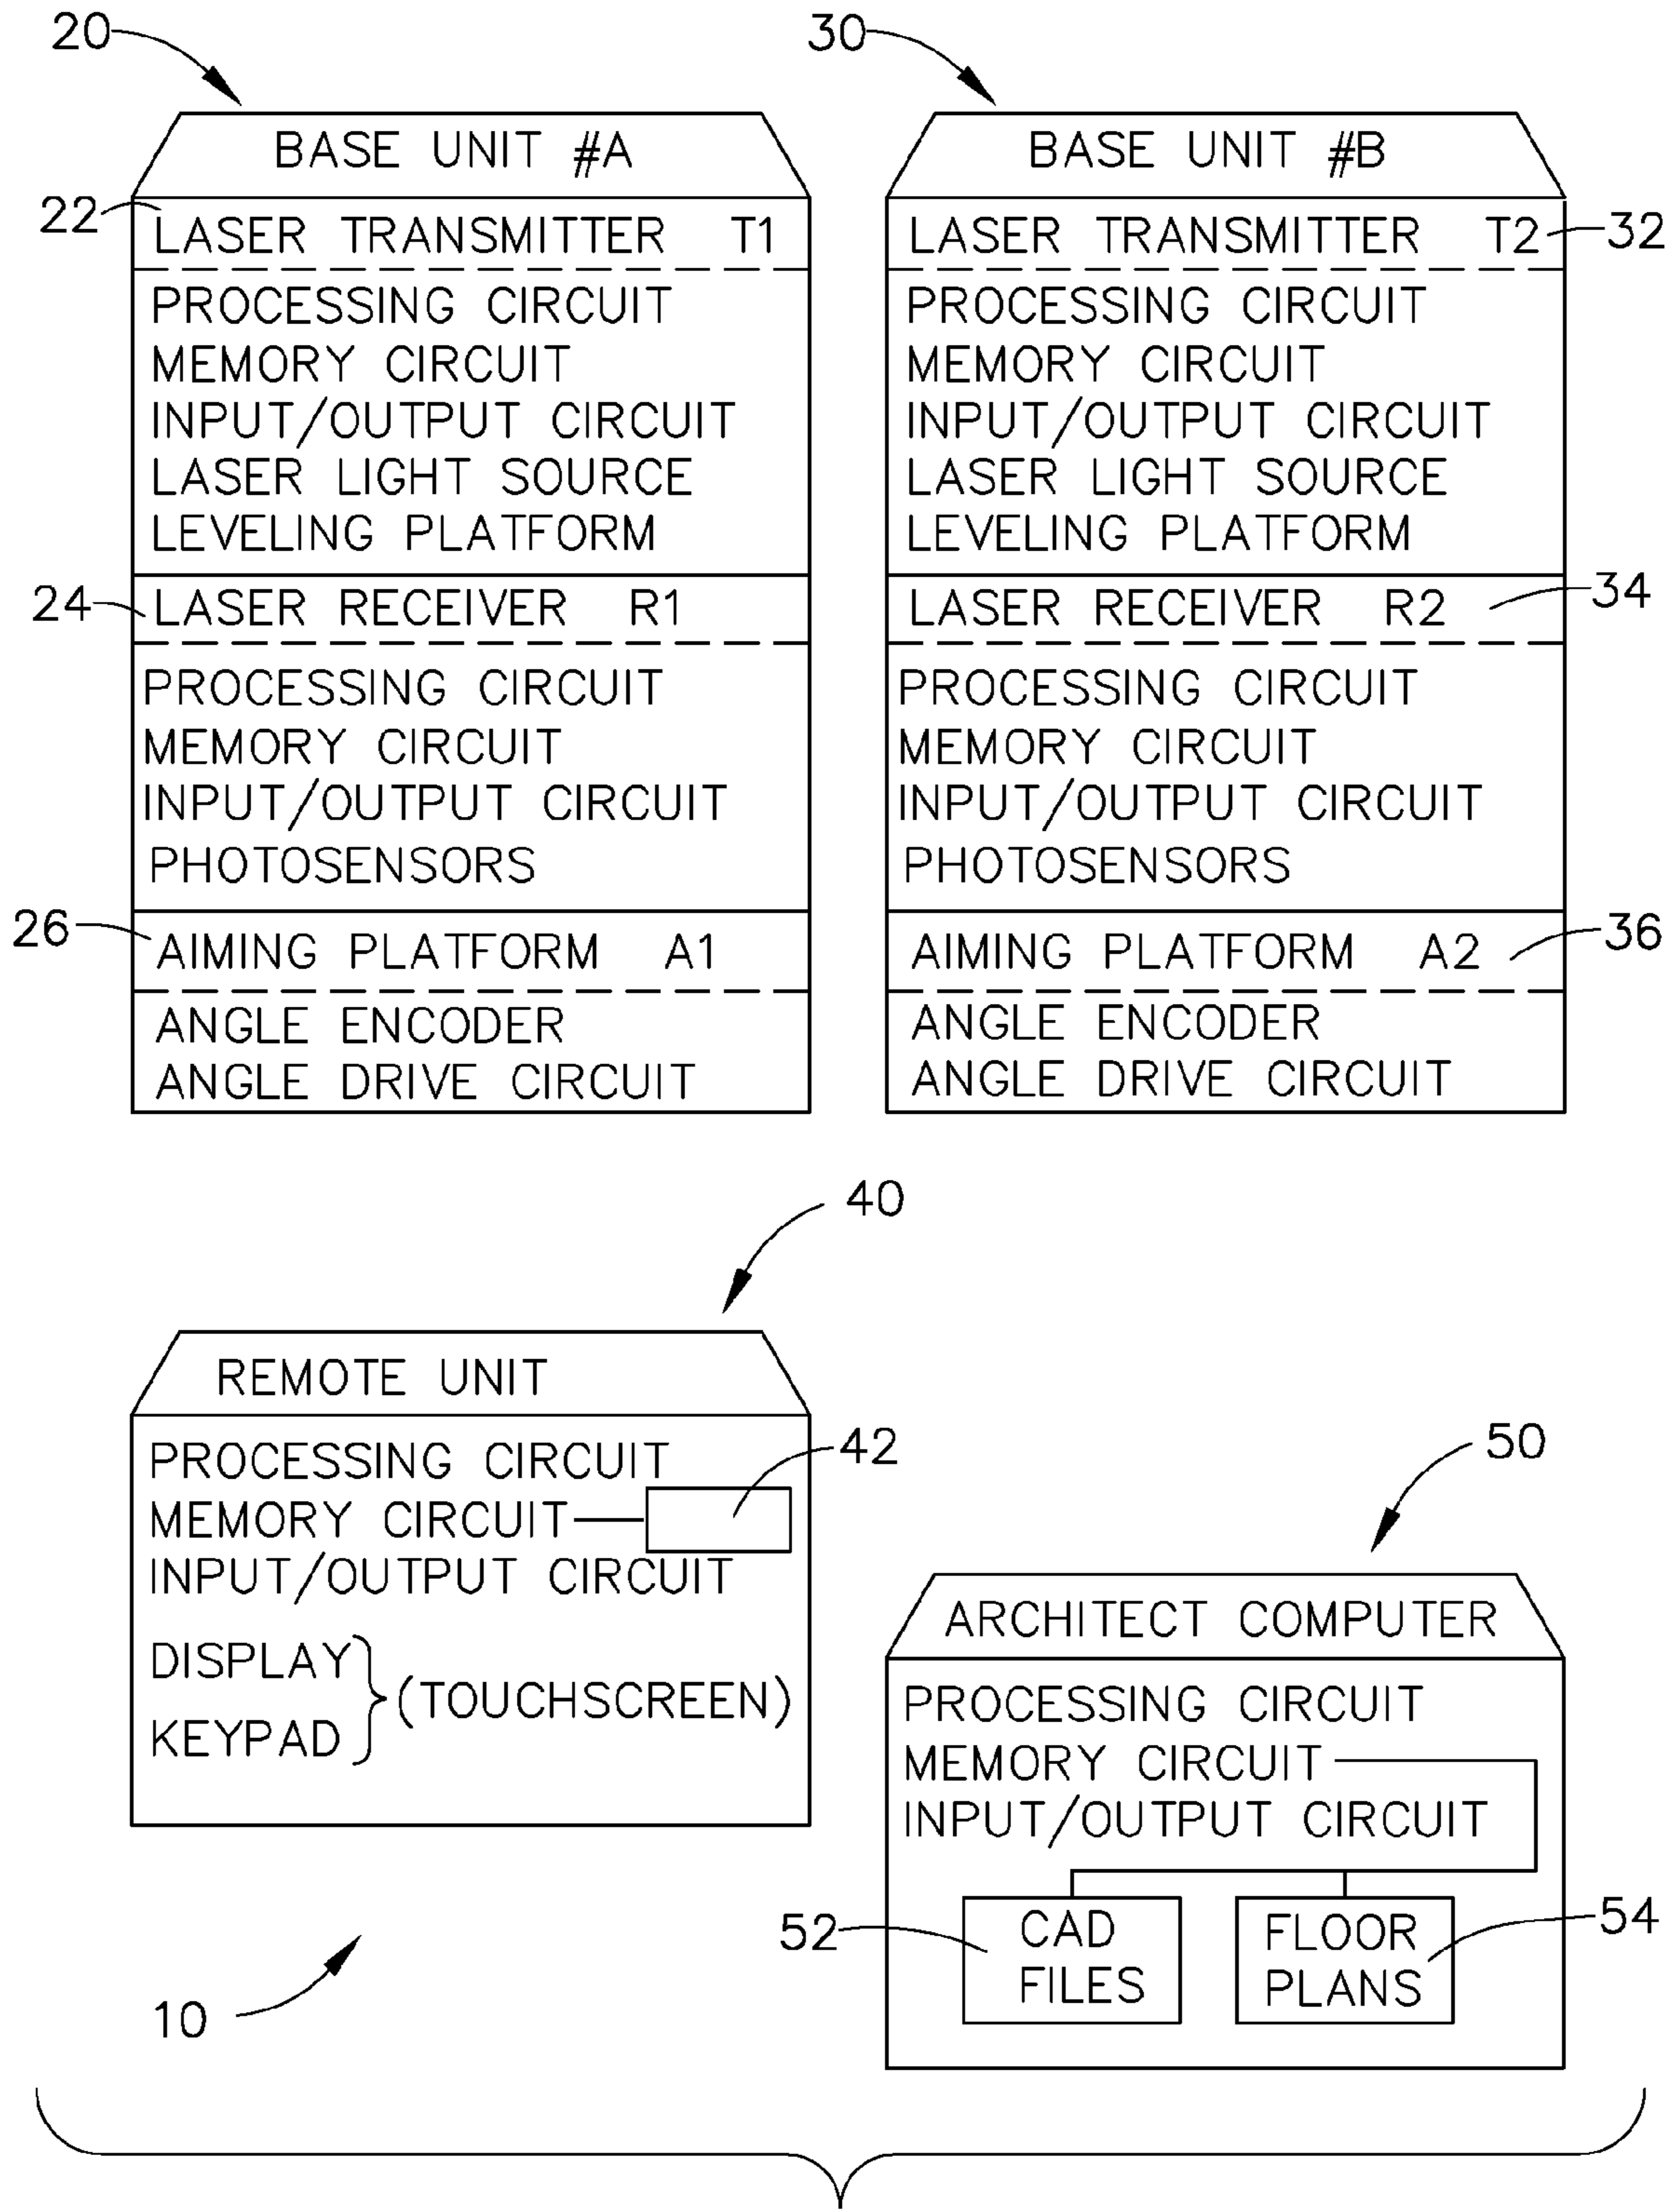 20
BASE UNIT #A
22
LASER TRANSMITTER T1
PROCESSING CIRCUIT
MEMORY CIRCUIT
INPUT/OUTPUT CIRCUIT
LASER LIGHT SOURCE
LEVELING PLATFORM
24
LASER RECEIVER R1
PROCESSING CIRCUIT
MEMORY CIRCUIT
INPUT/OUTPUT CIRCUIT
PHOTOSENSORS
26
AIMING PLATFORM A1
ANGLE ENCODER
ANGLE DRIVE CIRCUIT
30
BASE UNIT #B
LASER TRANSMITTER T2
32
PROCESSING CIRCUIT
MEMORY CIRCUIT
INPUT/OUTPUT CIRCUIT
LASER LIGHT SOURCE
LEVELING PLATFORM
LASER RECEIVER R2
34
PROCESSING CIRCUIT
MEMORY CIRCUIT
INPUT/OUTPUT CIRCUIT
PHOTOSENSORS
AIMING PLATFORM A2
36
ANGLE ENCODER
ANGLE DRIVE CIRCUIT
40
REMOTE UNIT
PROCESSING CIRCUIT
42
MEMORY CIRCUIT
INPUT/OUTPUT CIRCUIT
DISPLAY
(TOUCHSCREEN)
KEYPAD
50
ARCHITECT COMPUTER
PROCESSING CIRCUIT
MEMORY CIRCUIT
INPUT/OUTPUT CIRCUIT
52
CAD
FILES
FLOOR
PLANS
54
10